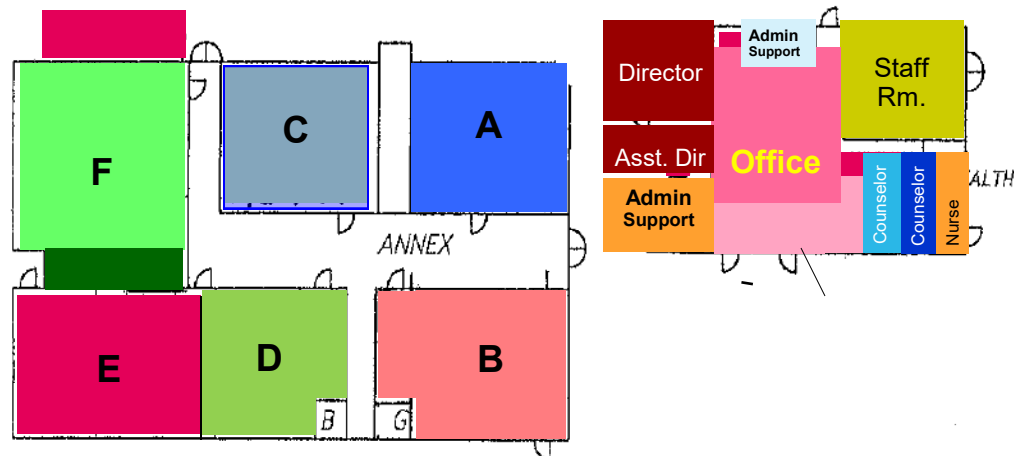 Admin
Support
Director
Staff
Rm.
C
A
F
Asst. Dir
Office
Admin
Support
Counselor
Counselor
Nurse
ALTH
ANNEX
E
D
B
B
G